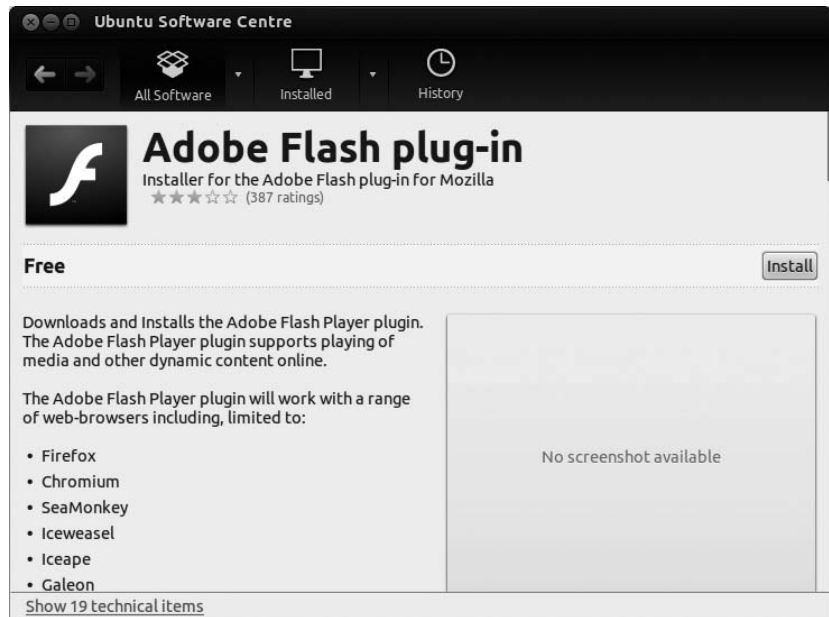 Ubuntu Software Centre
All Software
Installed
History
Adobe Flash plug-in
Installer for the Adobe Flash plug-in for Mozilla
(387 ratings)
Free
Install
Downloads and Installs the Adobe Flash Player plugin.
The Adobe Flash Player plugin supports playing of
media and other dynamic content online.
The Adobe Flash Player plugin will work with a range
of web-browsers including, limited to:
• Firefox
• Chromium
• SeaMonkey
• Iceweasel
• Iceape
• Galeon
No screenshot available
Show 19 technical items